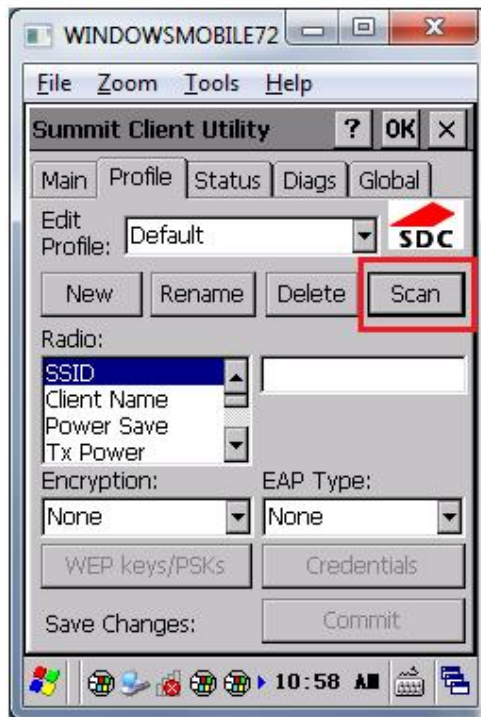 WINDOWSMOBILE72
File Zoom Tools Help
Summit Client Utility ? OK ×
Main Profile Status Diags Global
Edit Profile: Default SDC
New Rename Delete Scan
Radio:
SSID
Client Name
Power Save
Tx Power
Encryption: EAP Type:
None None
WEP keys/PSKs Credentials
Save Changes: Commit
10:58 AM